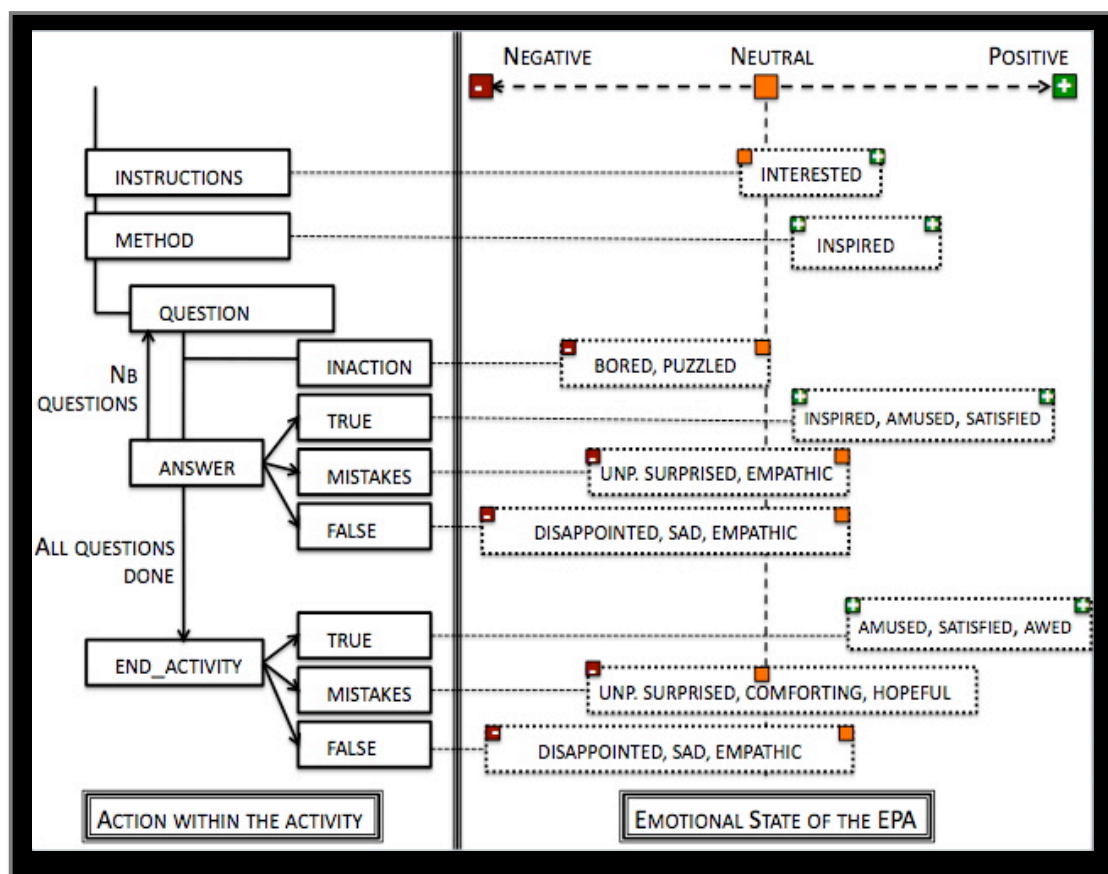 NEGATIVE NEUTRAL POSITIVE
- +
INSTRUCTIONS
INTERESTED
METHOD
INSPIRED
QUESTION
NB
QUESTIONS
INACTION
BORED, PUZZLED
TRUE
INSPIRED, AMUSED, SATISFIED
ANSWER
MISTAKES
UNP. SURPRISED, EMPATHIC
FALSE
DISAPPOINTED, SAD, EMPATHIC
ALL QUESTIONS
DONE
TRUE
AMUSED, SATISFIED, AWED
END_ACTIVITY
MISTAKES
UNP. SURPRISED, COMFORTING, HOPEFUL
FALSE
DISAPPOINTED, SAD, EMPATHIC
ACTION WITHIN THE ACTIVITY
EMOTIONAL STATE OF THE EPA